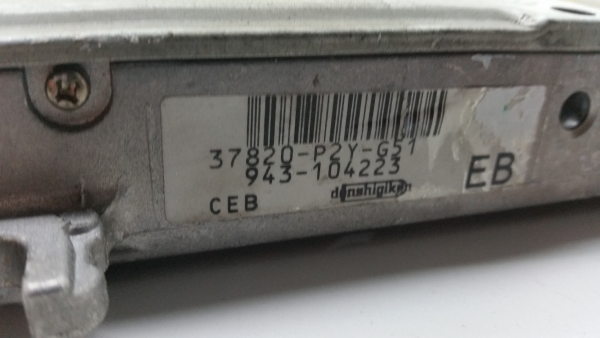 37820-P2Y-G51
943-104223
CEB
denshigiken
EB